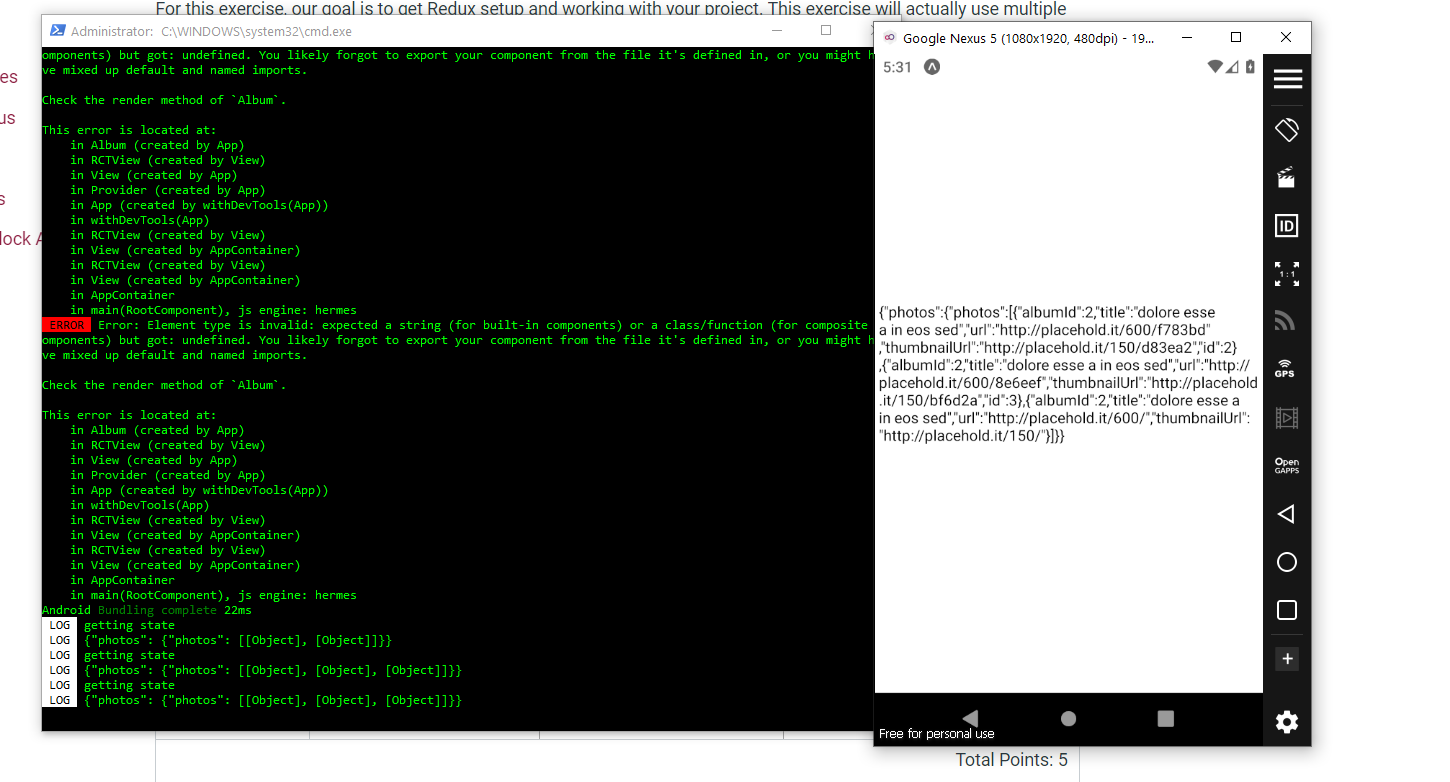 For this exercise, our goal is to get Redux setup and working with your project. This exercise will actually use multiple
es
us
s
lock A
Administrator: C:\WINDOWS\system32\cmd.exe
omponents) but got: undefined. You likely forgot to export your component from the file it's defined in, or you might h
ve mixed up default and named imports.
Check the render method of `Album`.
This error is located at:
in Album (created by App)
in RCTView (created by View)
in View (created by App)
in Provider (created by App)
in App (created by withDevTools(App))
in withDevTools(App)
in RCTView (created by View)
in View (created by AppContainer)
in RCTView (created by View)
in View (created by AppContainer)
in AppContainer
in main(RootComponent), js engine: hermes
ERROR Error: Element type is invalid: expected a string (for built-in components) or a class/function (for composite
omponents) but got: undefined. You likely forgot to export your component from the file it's defined in, or you might h
ve mixed up default and named imports.
Check the render method of `Album`.
This error is located at:
in Album (created by App)
in RCTView (created by View)
in View (created by App)
in Provider (created by App)
in App (created by withDevTools(App))
in withDevTools(App)
in RCTView (created by View)
in View (created by AppContainer)
in RCTView (created by View)
in View (created by AppContainer)
in AppContainer
in main(RootComponent), js engine: hermes
Android Bundling complete 22ms
LOG getting state
LOG {"photos": {"photos": [[Object], [Object]]}}
LOG getting state
LOG {"photos": {"photos": [[Object], [Object], [Object]]}}
LOG getting state
LOG {"photos": {"photos": [[Object], [Object], [Object]]}}
Google Nexus 5 (1080x1920, 480dpi) - 19...
5:31
{"photos":{"photos":[{"albumId":2,"title":"dolore esse
a in eos sed","url":"http://placehold.it/600/f783bd"
,"thumbnailUrl":"http://placehold.it/150/d83ea2","id":2}
,{"albumId":2,"title":"dolore esse a in eos sed","url":"http://
placehold.it/600/8e6eef","thumbnailUrl":"http://placehold
.it/150/bf6d2a","id":3},{"albumId":2,"title":"dolore esse a
in eos sed","url":"http://placehold.it/600/","thumbnailUrl":
"http://placehold.it/150/"}]}}
ID
1:1
GPS
Open
GAPPS
Free for personal use
Total Points: 5